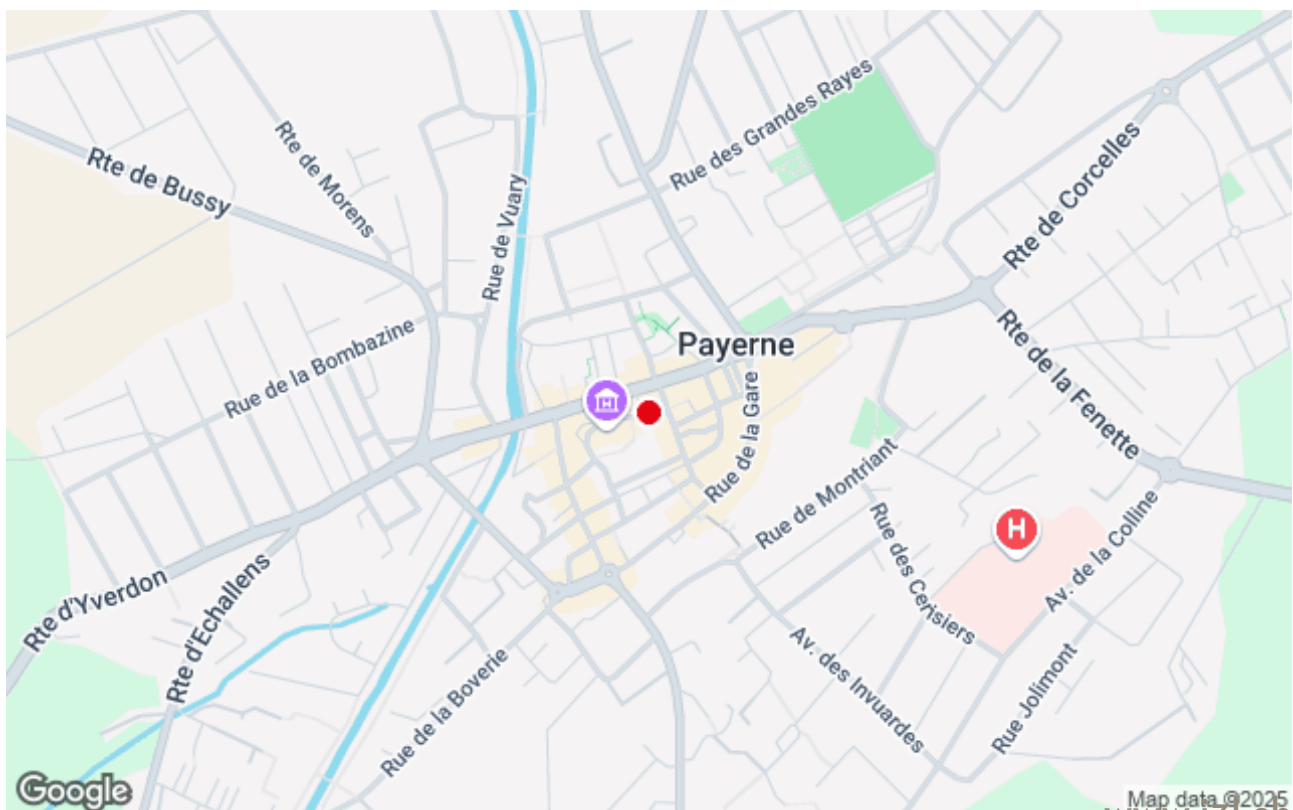 Rue des Grandes Rayes
Rte de Morens
Rte de Bussy
Rue de Vuary
Rte de Corcelles
Rue de la Bombazine
Payerne
Rte de la Fenette
Rue de la Gare
H
Rue de Montriant
H
Rue des Cerisiers
Av. de la Colline
Rte d'Yverdon
Rte d'Echallens
Av. des Invuardes
Rue de la Boverie
Rue Jolimont
Google
Map data ©2025